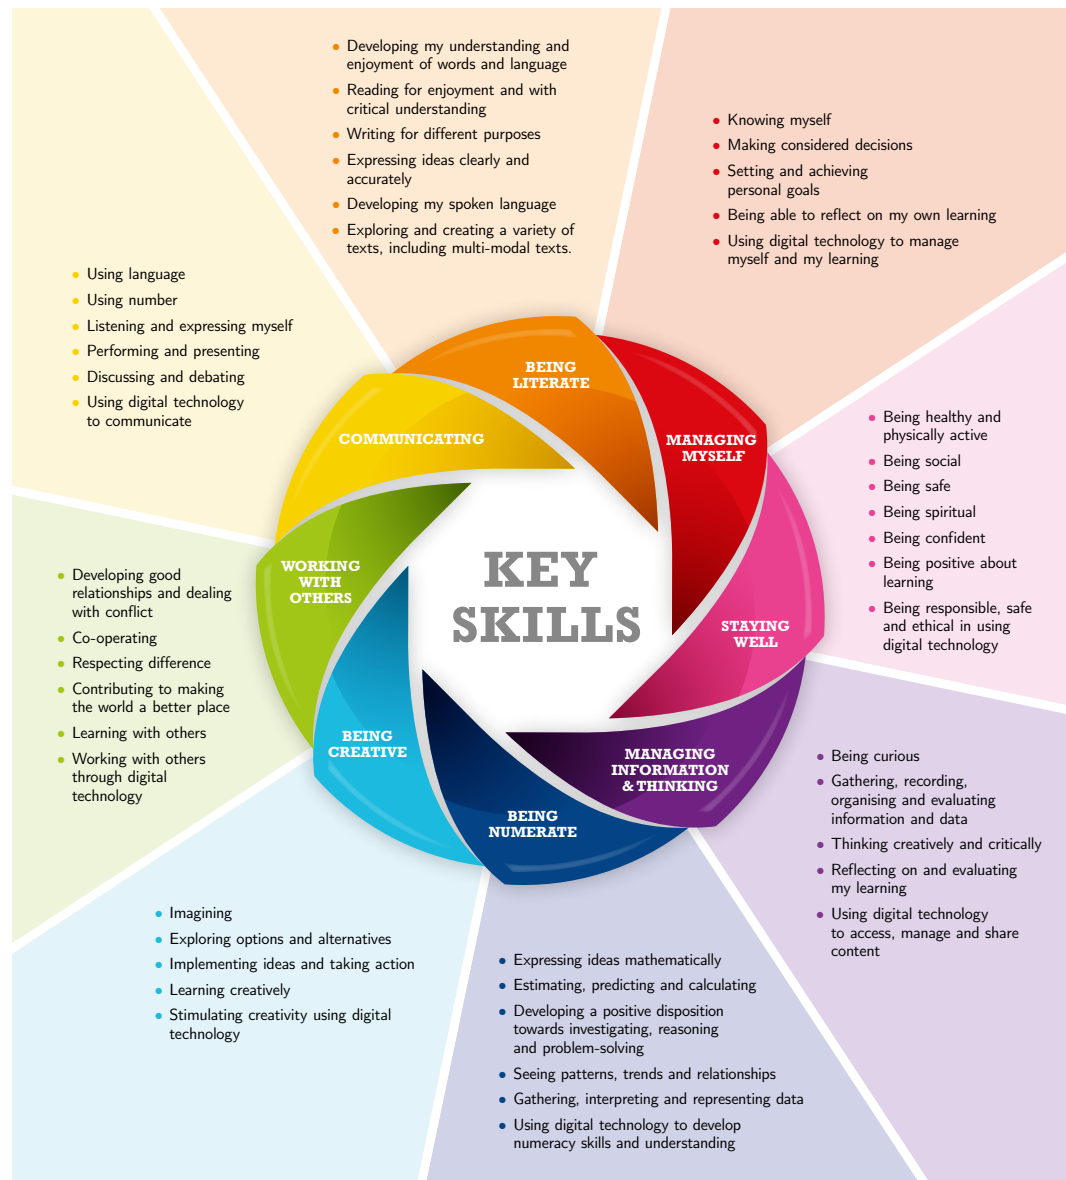 • Developing my understanding and
enjoyment of words and language
• Reading for enjoyment and with
critical understanding
• Writing for different purposes
• Expressing ideas clearly and
accurately
• Developing my spoken language
• Exploring and creating a variety of
texts, including multi-modal texts.
• Knowing myself
• Making considered decisions
• Setting and achieving
personal goals
• Being able to reflect on my own learning
• Using digital technology to manage
myself and my learning
• Using language
• Using number
• Listening and expressing myself
• Performing and presenting
• Discussing and debating
• Using digital technology
to communicate
BEING
LITERATE
MANAGING
MYSELF
COMMUNICATING
• Being healthy and
physically active
• Being social
• Being safe
• Being spiritual
• Being confident
• Being positive about
learning
• Being responsible, safe
and ethical in using
digital technology
KEY
SKILLS
WORKING
WITH
OTHERS
STAYING
WELL
• Developing good
relationships and dealing
with conflict
• Co-operating
• Respecting difference
• Contributing to making
the world a better place
• Learning with others
• Working with others
through digital
technology
BEING
CREATIVE
MANAGING
INFORMATION
& THINKING
BEING
NUMERATE
• Being curious
• Gathering, recording,
organising and evaluating
information and data
• Thinking creatively and critically
• Reflecting on and evaluating
my learning
• Using digital technology
to access, manage and share
content
• Imagining
• Exploring options and alternatives
• Implementing ideas and taking action
• Learning creatively
• Stimulating creativity using digital
technology
• Expressing ideas mathematically
• Estimating, predicting and calculating
• Developing a positive disposition
towards investigating, reasoning
and problem-solving
• Seeing patterns, trends and relationships
• Gathering, interpreting and representing data
• Using digital technology to develop
numeracy skills and understanding